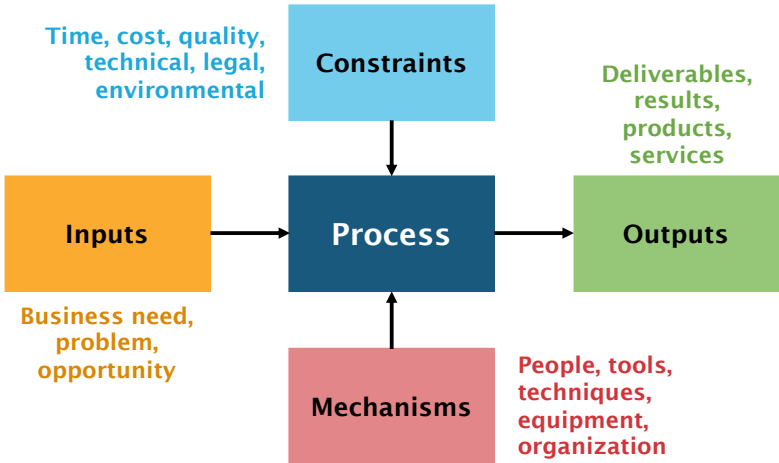 Time, cost, quality,
technical, legal,
environmental
Constraints
Deliverables,
results,
products,
services
Inputs
Process
Outputs
Business need,
problem,
opportunity
Mechanisms
People, tools,
techniques,
equipment,
organization